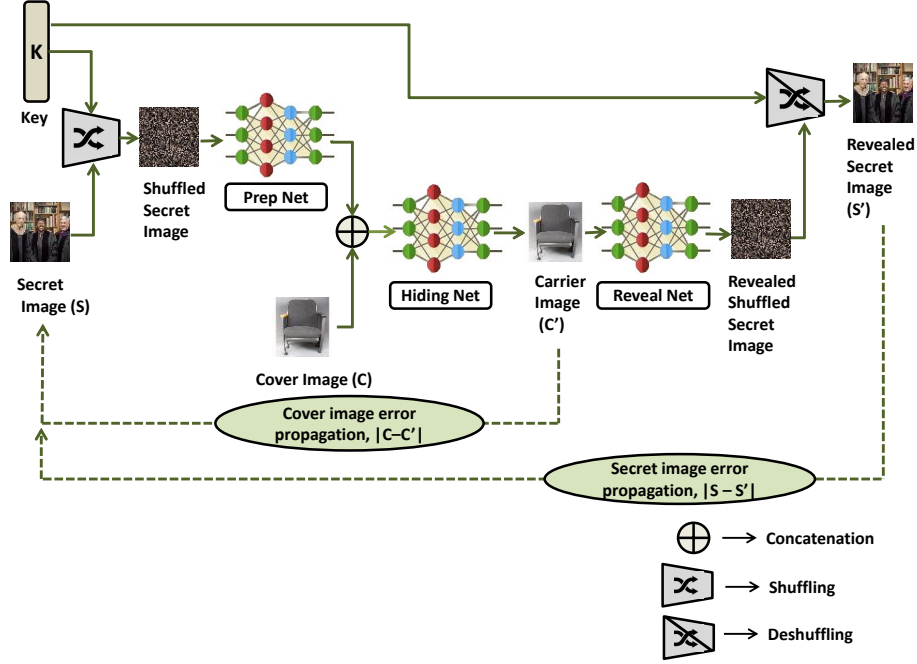 K
Key
Shuffled
Secret
Image
Prep Net
Revealed
Secret
Image
(S’)
Secret
Image (S)
Hiding Net
Carrier
Image
(C’)
Reveal Net
Revealed
Shuffled
Secret
Image
Cover Image (C)
Cover image error
propagation, |C–C’|
Secret image error
propagation, |S – S’|
Concatenation
Shuffling
Deshuffling